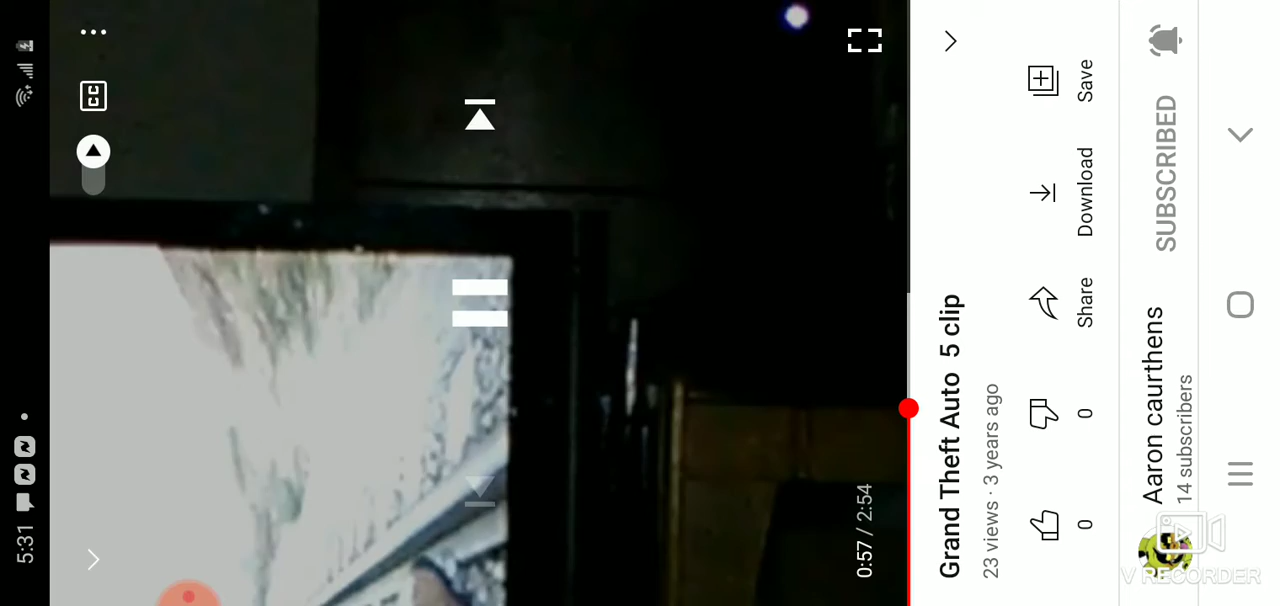 5:31
0:57 / 2:54
Grand Theft Auto 5 clip
23 views · 3 years ago
0
0
Share
Download
Save
Aaron caurthens
14 subscribers
SUBSCRIBED
V RECORDER